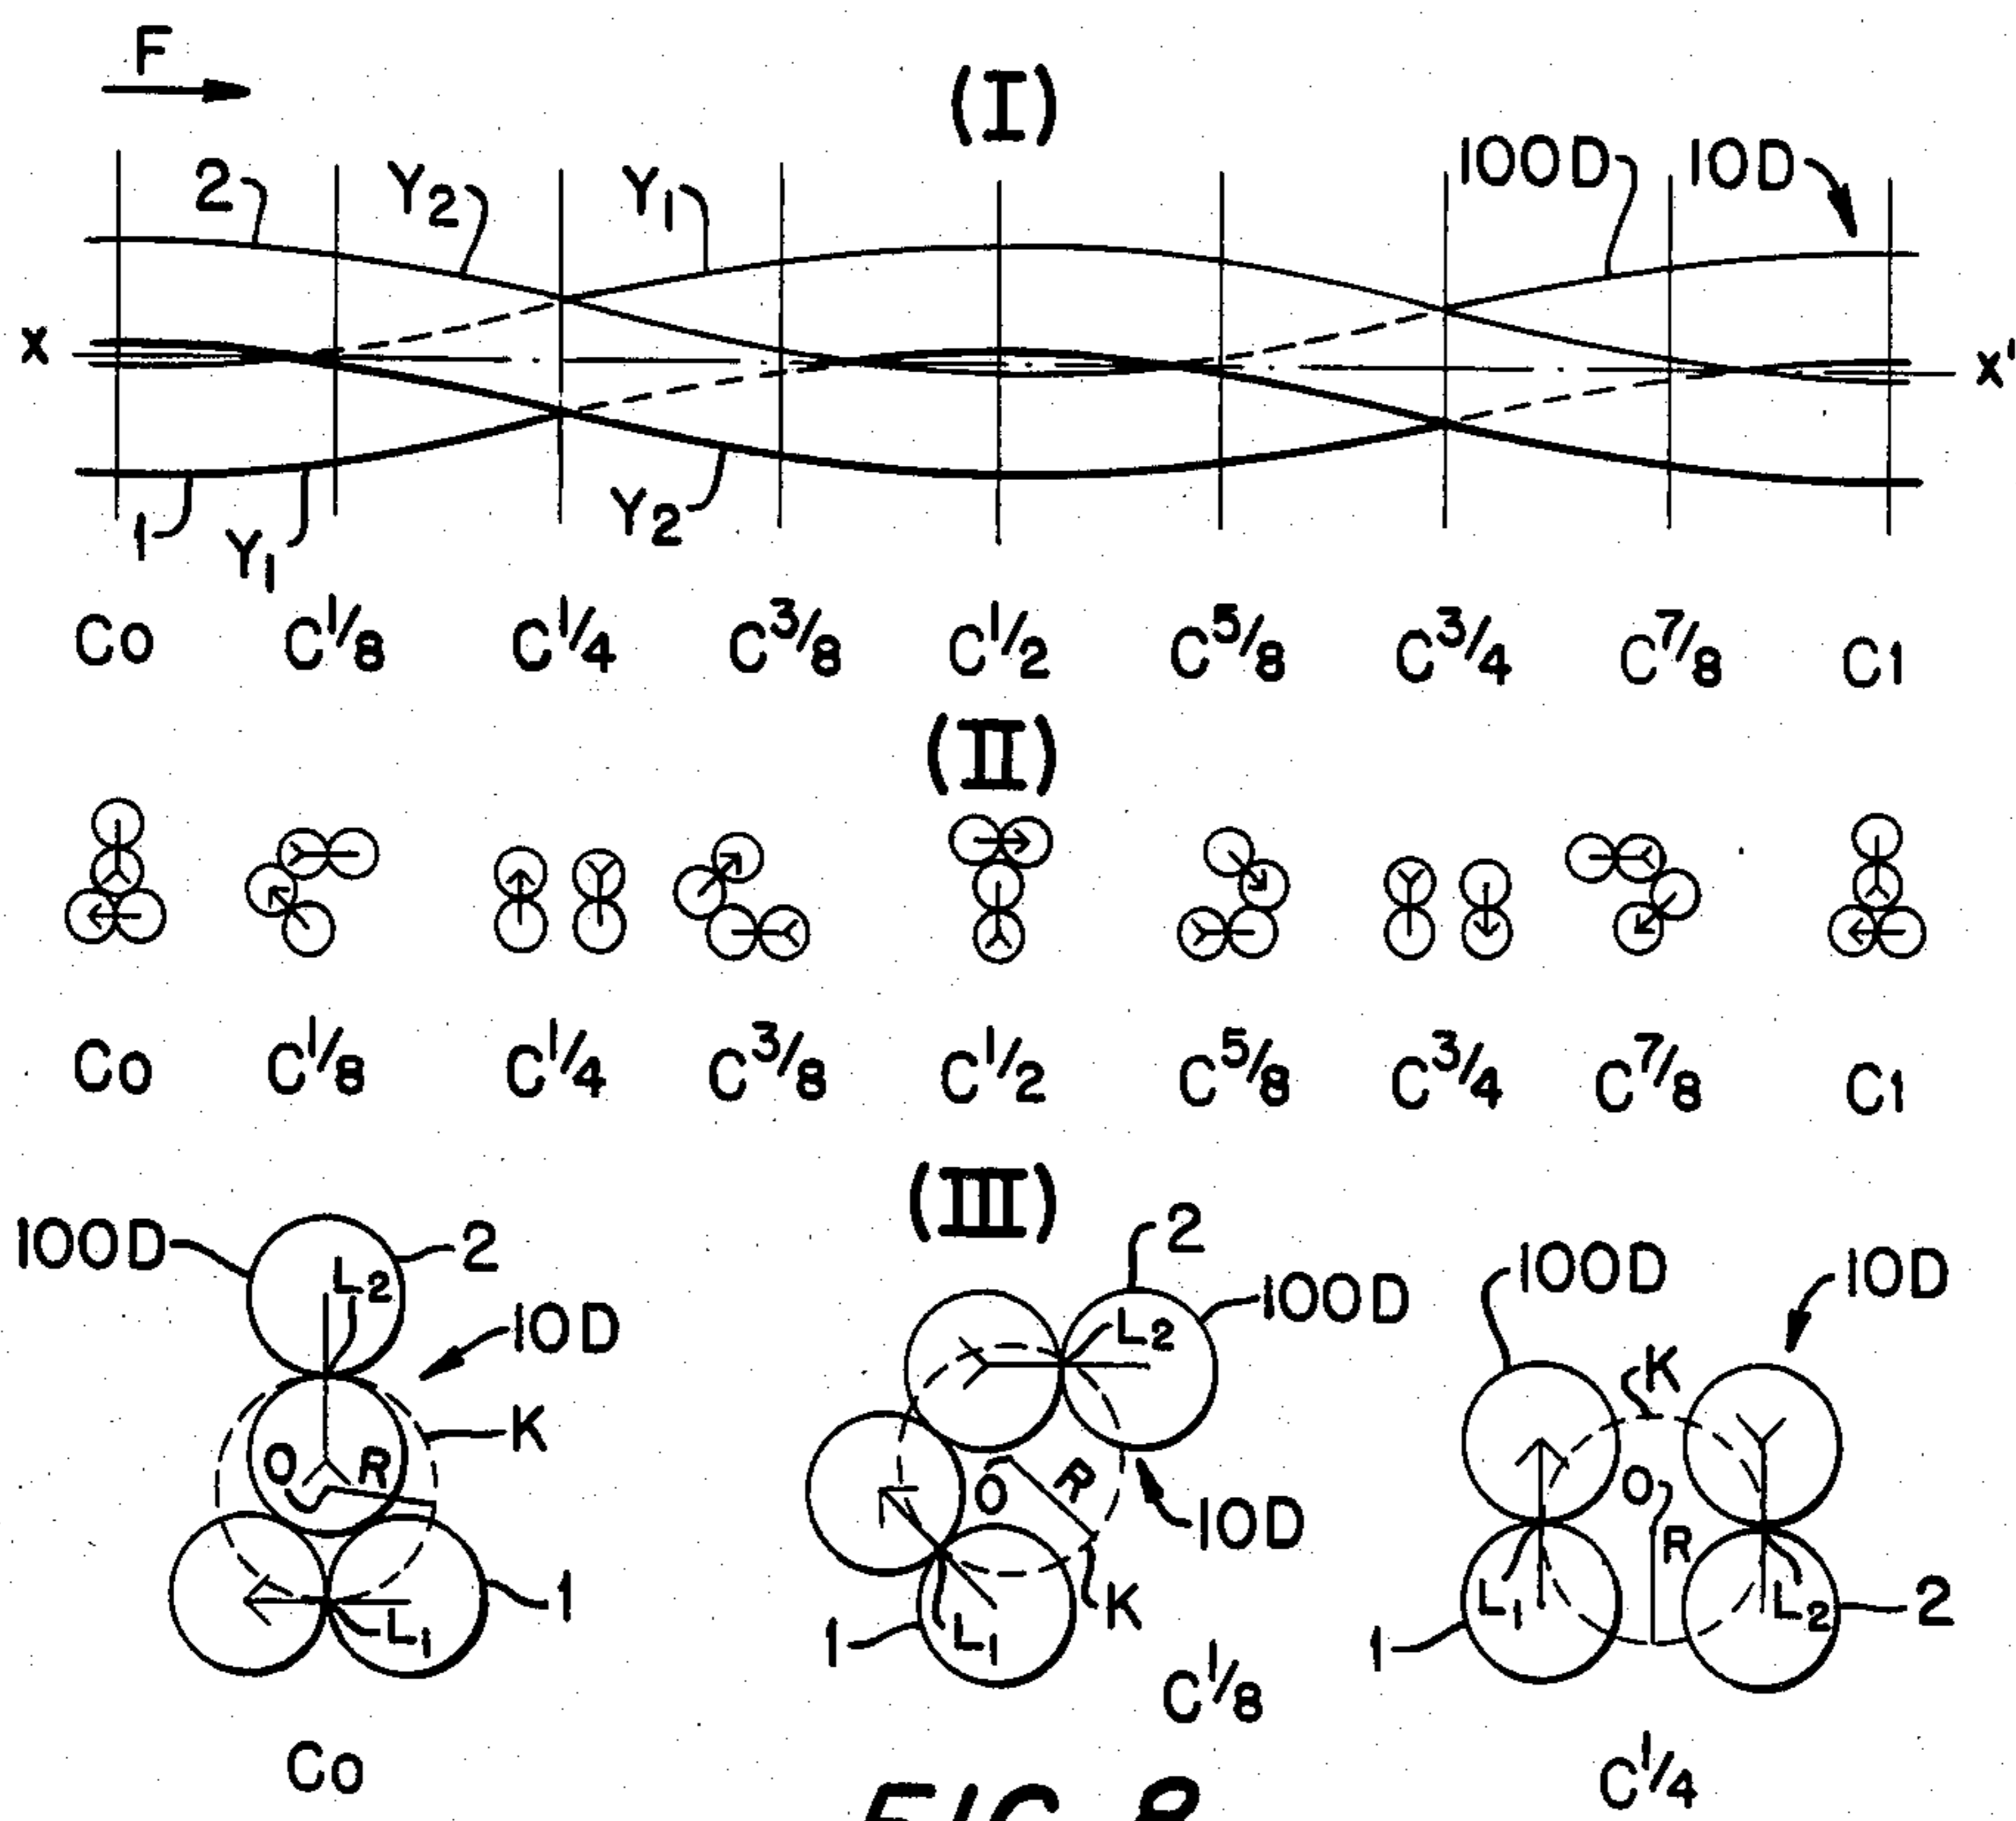 F
(I)
2 Y2 Y1 100D 10D
X X'
1 Y1 Y2
Co C1/8 C1/4 C3/8 C1/2 C5/8 C3/4 C7/8 C1
(II)
Co C1/8 C1/4 C3/8 C1/2 C5/8 C3/4 C7/8 C1
(III)
100D 2 L2 10D K O R 1 L1
Co
2 100D L2 O R 10D K 1 L1
C1/8
100D 10D K O R L1 L2 1 2
C1/4